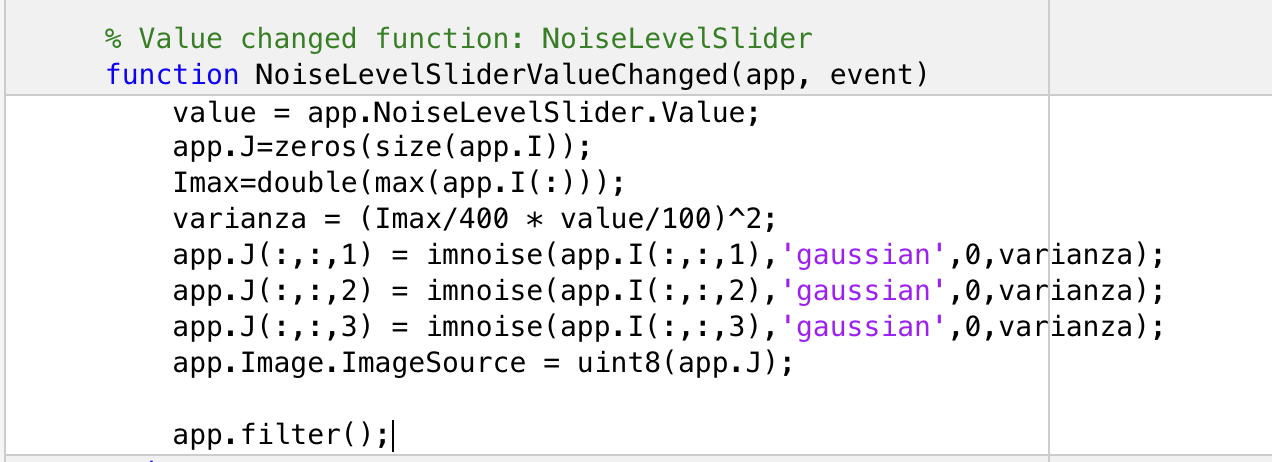 % Value changed function: NoiseLevelSlider
function NoiseLevelSliderValueChanged(app, event)
value = app.NoiseLevelSlider.Value;
app.J=zeros(size(app.I));
Imax=double(max(app.I(:)));
varianza = (Imax/400 * value/100)^2;
app.J(:,:,1) = imnoise(app.I(:,:,1),'gaussian',0,varianza);
app.J(:,:,2) = imnoise(app.I(:,:,2),'gaussian',0,varianza);
app.J(:,:,3) = imnoise(app.I(:,:,3),'gaussian',0,varianza);
app.Image.ImageSource = uint8(app.J);
app.filter();